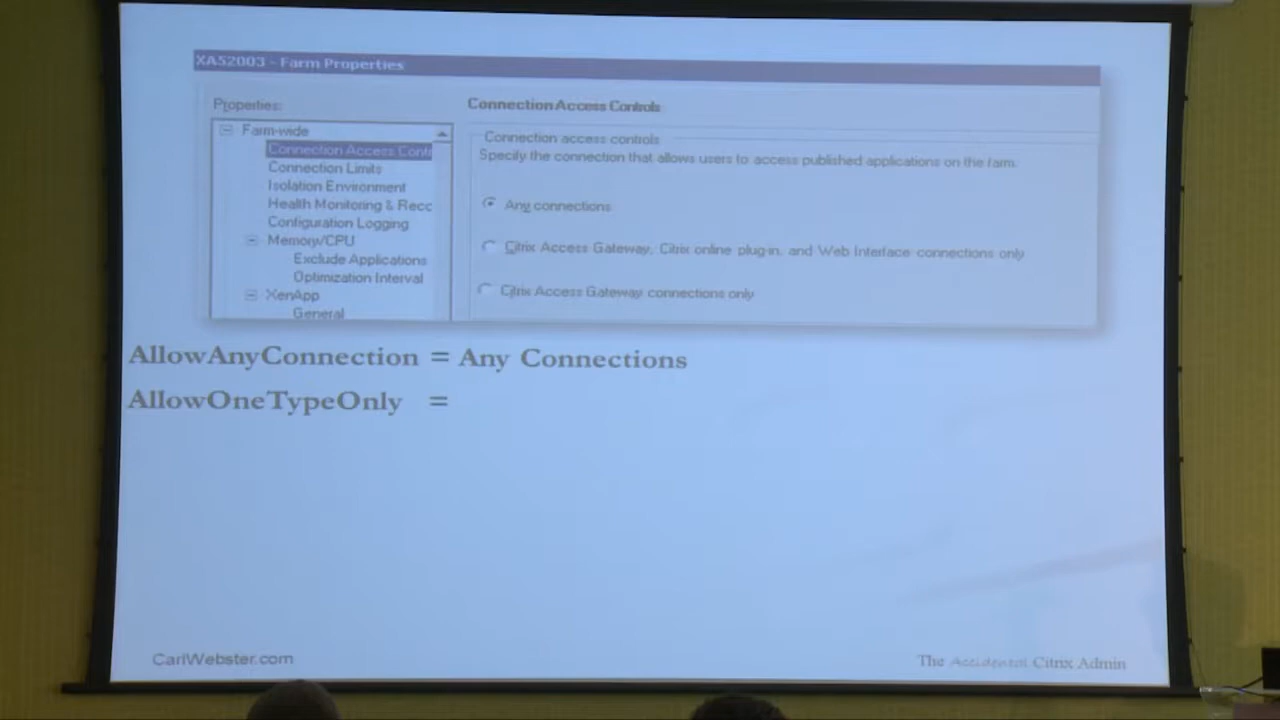 XA52003 - Farm Properties
Properties:
Farm-wide
Connection Access Contr
Connection Limits
Isolation Environment
Health Monitoring & Recc
Configuration Logging
Memory/CPU
Exclude Applications
Optimization Interval
XenApp
General
Connection Access Controls
Connection access controls
Specify the connection that allows users to access published applications on the farm.
Any connections
Citrix Access Gateway, Citrix online plug-in, and Web Interface connections only
Citrix Access Gateway connections only
AllowAnyConnection = Any Connections
AllowOneTypeOnly =
CarlWebster.com
The Accidental Citrix Admin